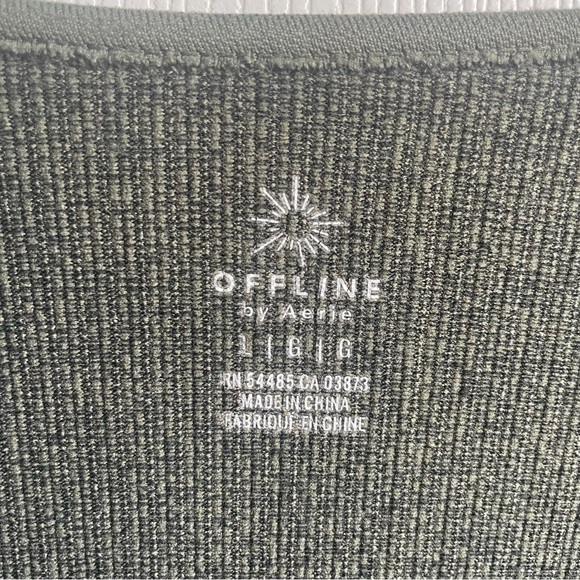 OFFLINE
by Aerie
L | G | G
RN 54485 CA 03873
MADE IN CHINA
FABRIQUÉ EN CHINE